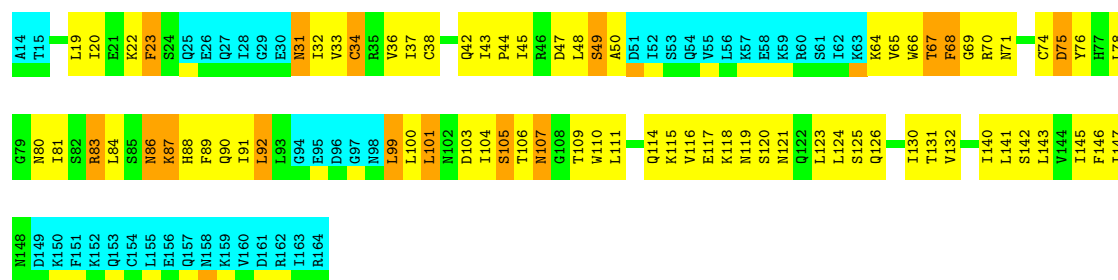 A14 T15 L19 I20 E21 K22 F23 S24 Q25 E26 Q27 I28 G29 E30 N31 I32 V33 C34 R35 V36 I37 C38 Q42 I43 P44 I45 R46 D47 L48 S49 A50 D51 I52 S53 Q54 V55 L56 K57 E58 K59 R60 S61 I62 K63 K64 V65 W66 T67 F68 G69 R70 N71 C74 D75 Y76 H77 I78
G79 N80 I81 S82 R83 L84 S85 N86 K87 H88 F89 Q90 I91 L92 L93 G94 E95 D96 G97 N98 L99 L100 L101 N102 D103 I104 S105 T106 N107 G108 T109 W110 L111 Q114 K115 V116 E117 K118 N119 S120 N121 Q122 L123 L124 S125 Q126 I130 T131 V132 I140 L141 S142 L143 V144 I145 F146 I147
N148 D149 K150 F151 K152 Q153 C154 L155 E156 Q157 N158 K159 V160 D161 R162 I163 R164